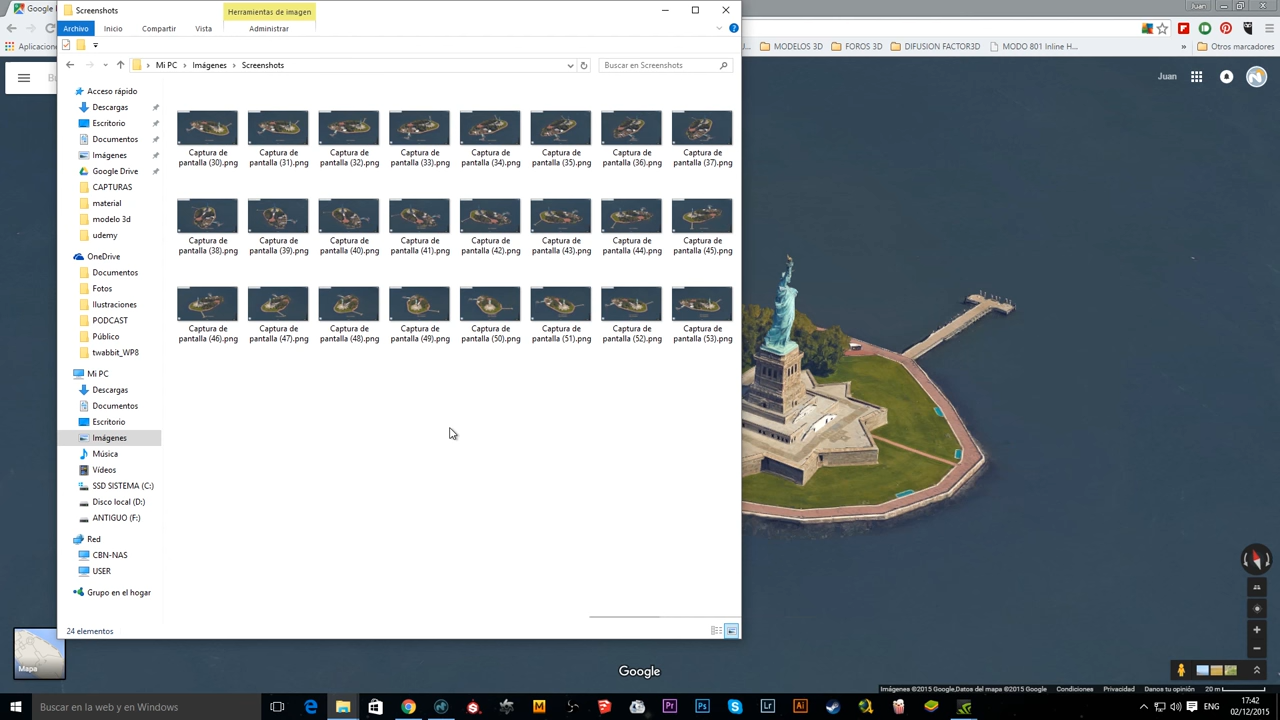 Screenshots
Herramientas de imagen
Google
Juan
Archivo
Inicio
Compartir
Vista
Administrar
Aplicacione
MODELOS 3D
FOROS 3D
DIFUSION FACTOR3D
MODO 801 Inline H...
»
Otros marcadores
Mi PC > Imágenes > Screenshots
Buscar en Screenshots
Juan
Acceso rápido
Descargas
Escritorio
Documentos
Imágenes
Google Drive
CAPTURAS
material
modelo 3d
udemy
OneDrive
Documentos
Fotos
Ilustraciones
PODCAST
Público
twabbit_WP8
Mi PC
Descargas
Documentos
Escritorio
Imágenes
Música
Vídeos
SSD SISTEMA (C:)
Disco local (D:)
ANTIGUO (F:)
Red
CBN-NAS
USER
Grupo en el hogar
Captura de pantalla (30).png
Captura de pantalla (31).png
Captura de pantalla (32).png
Captura de pantalla (33).png
Captura de pantalla (34).png
Captura de pantalla (35).png
Captura de pantalla (36).png
Captura de pantalla (37).png
Captura de pantalla (38).png
Captura de pantalla (39).png
Captura de pantalla (40).png
Captura de pantalla (41).png
Captura de pantalla (42).png
Captura de pantalla (43).png
Captura de pantalla (44).png
Captura de pantalla (45).png
Captura de pantalla (46).png
Captura de pantalla (47).png
Captura de pantalla (48).png
Captura de pantalla (49).png
Captura de pantalla (50).png
Captura de pantalla (51).png
Captura de pantalla (52).png
Captura de pantalla (53).png
24 elementos
Mapa
Google
Imágenes ©2015 Google,Datos del mapa ©2015 Google
Condiciones
Privacidad
Danos tu opinión
20 m
Buscar en la web y en Windows
ENG
17:42
02/12/2015